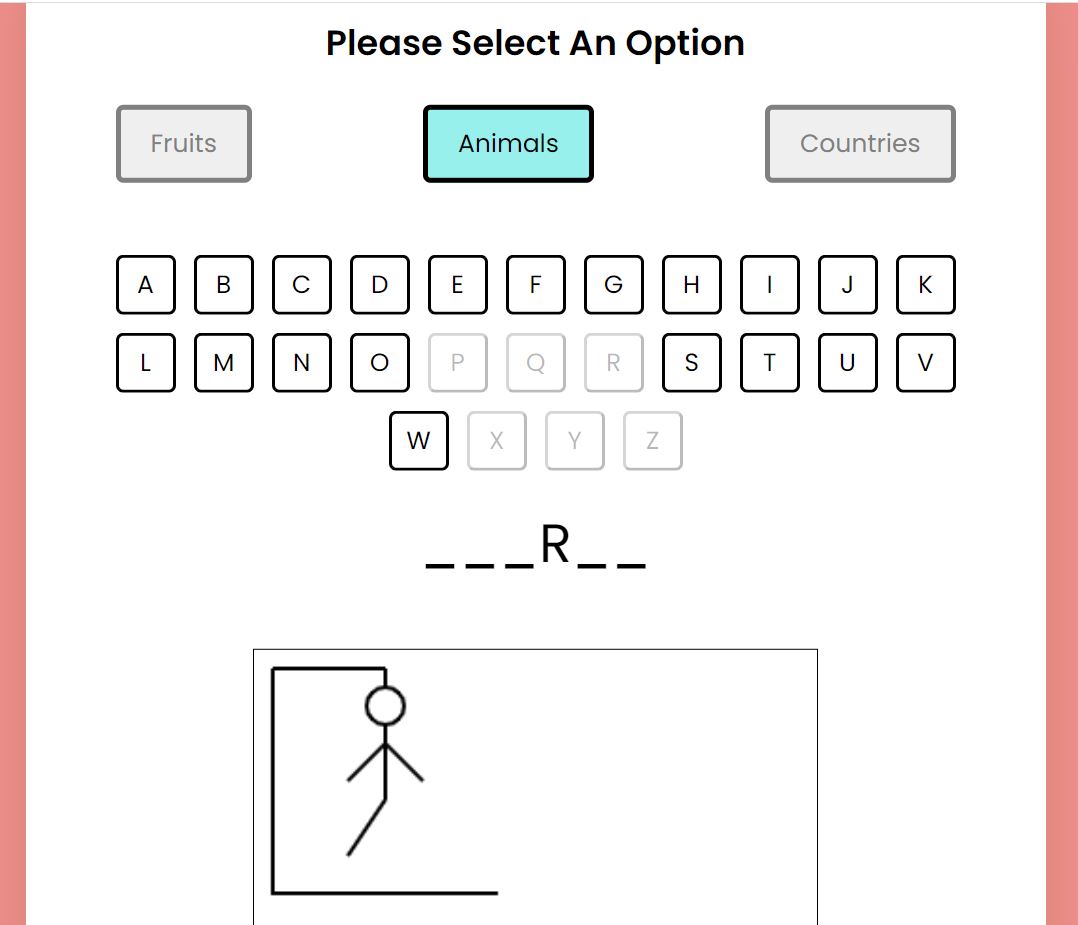 Please Select An Option
Fruits Animals Countries
A B C D E F G H I J K
L M N O P Q R S T U V
W X Y Z
_ _ _ R _ _